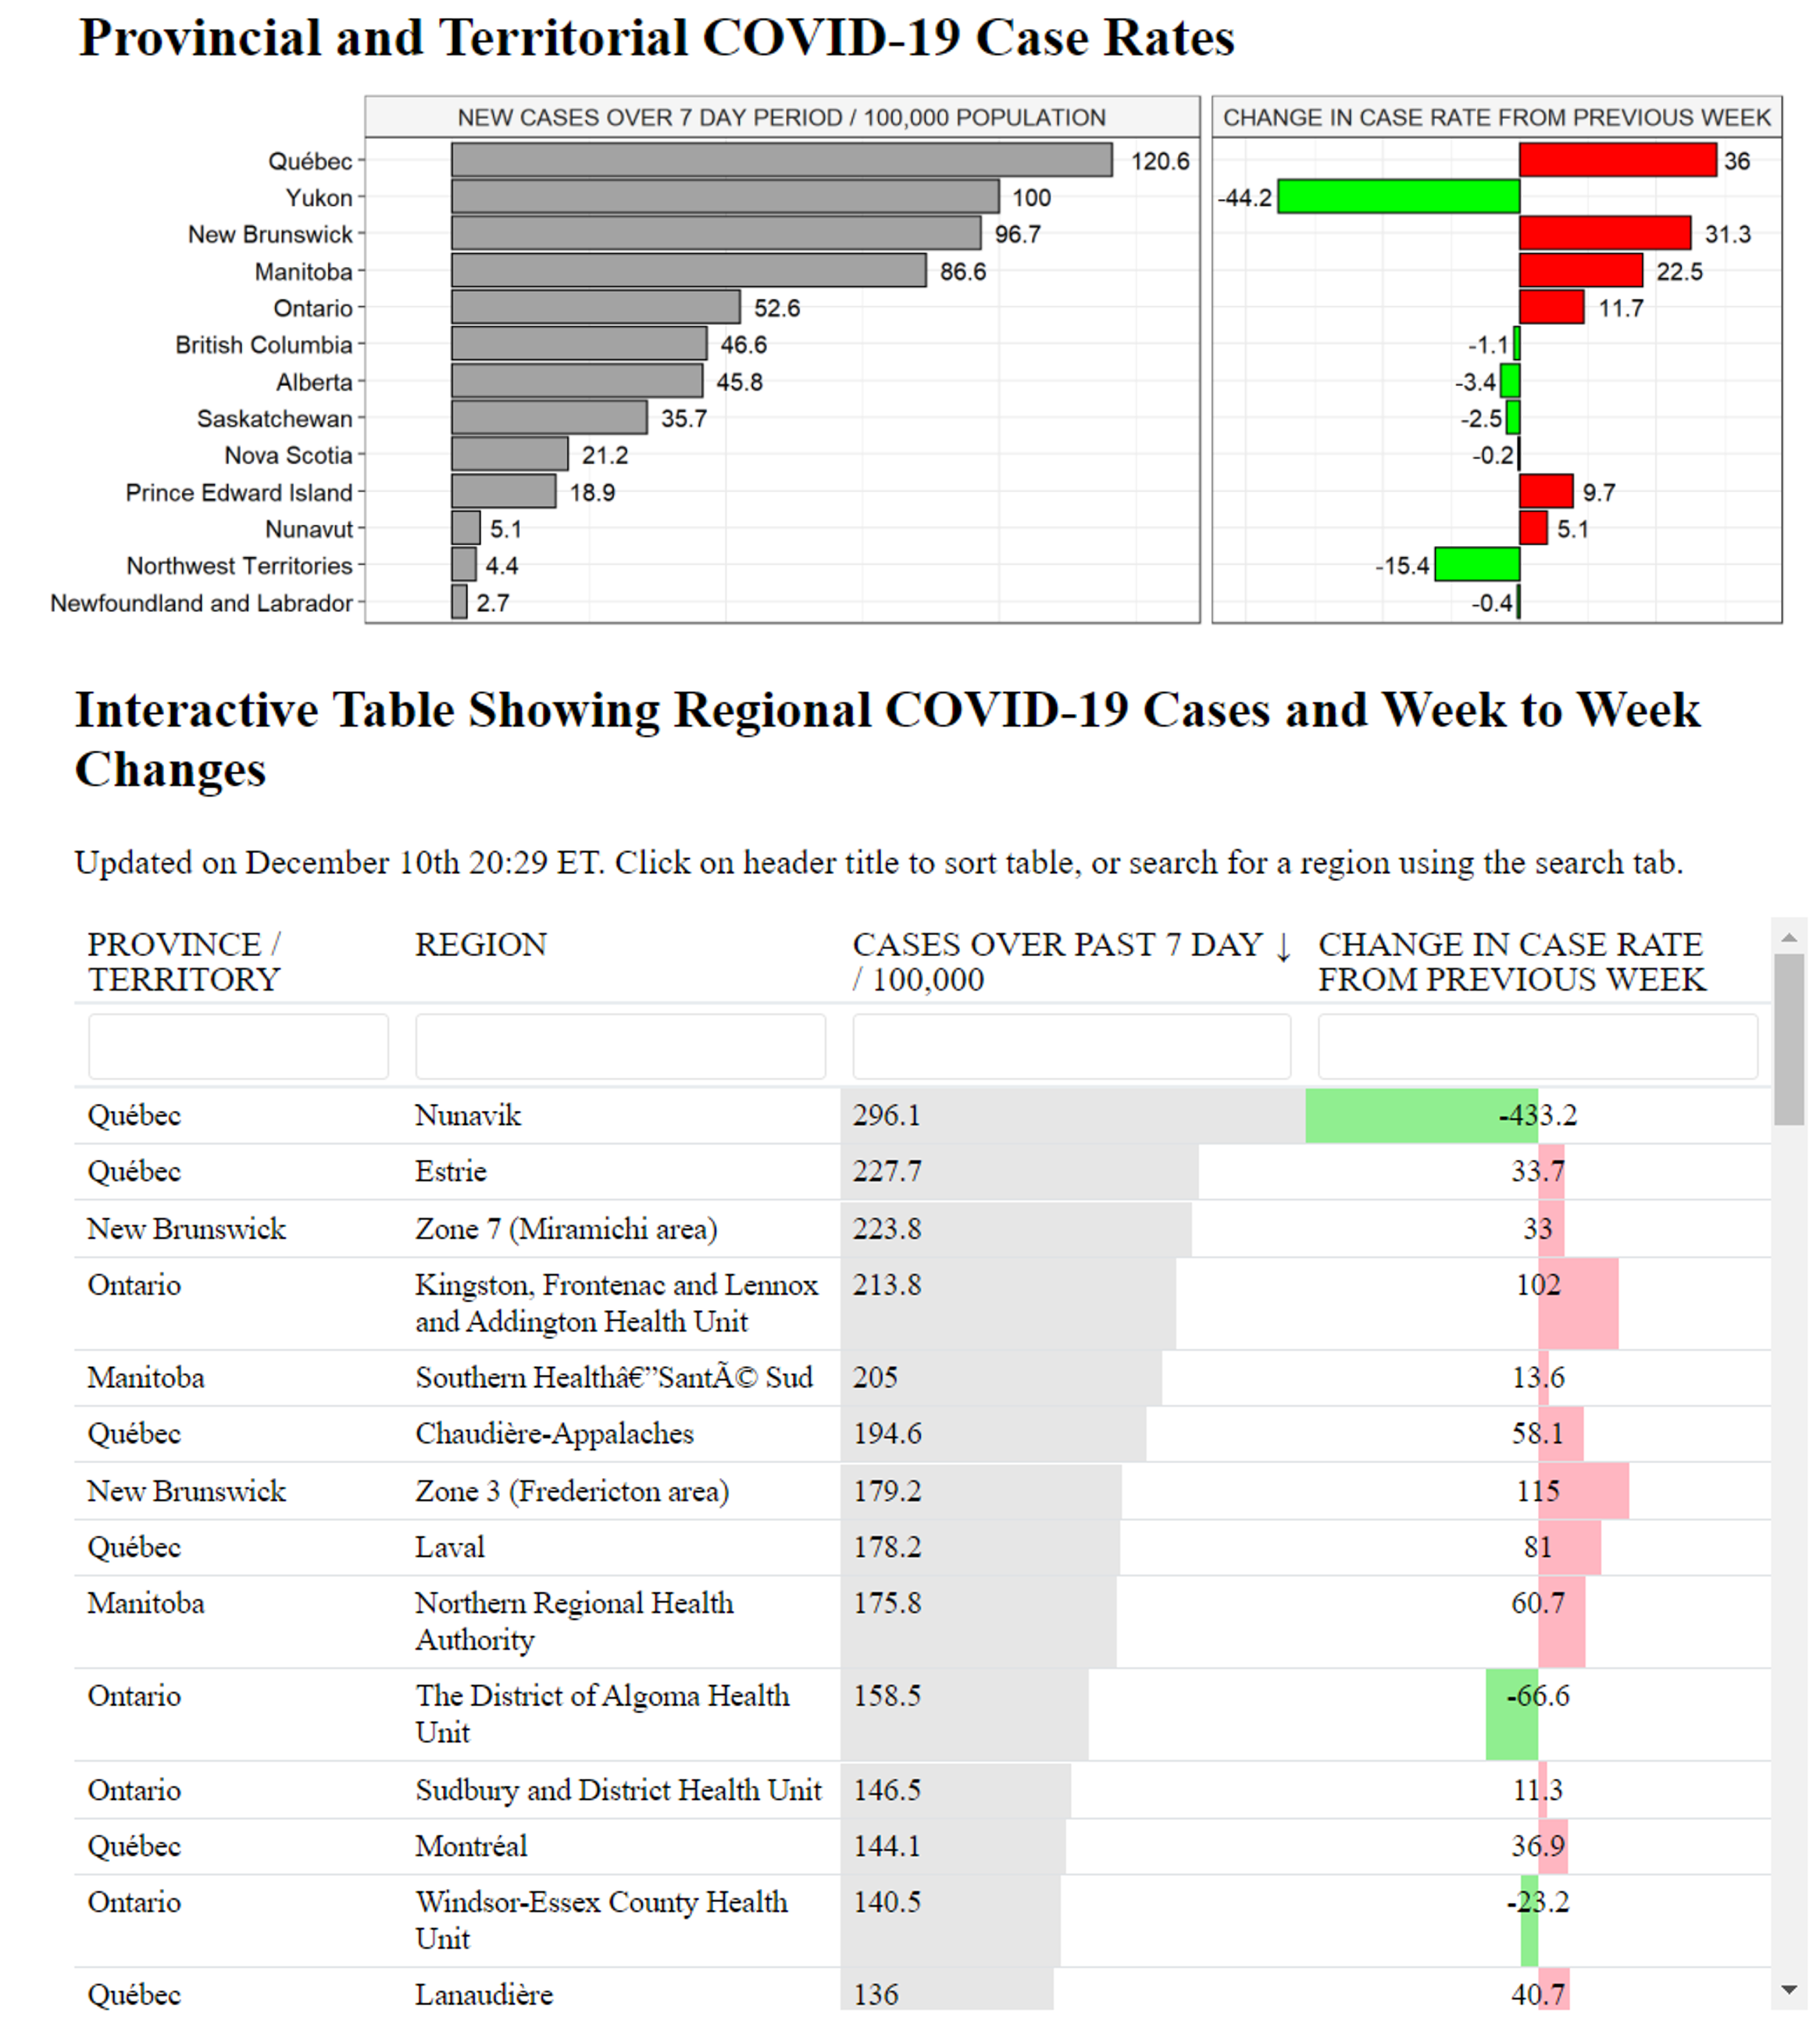 Provincial and Territorial COVID-19 Case Rates
NEW CASES OVER 7 DAY PERIOD / 100,000 POPULATION CHANGE IN CASE RATE FROM PREVIOUS WEEK
Québec 120.6 36
Yukon 100 -44.2
New Brunswick 96.7 31.3
Manitoba 86.6 22.5
Ontario 52.6 11.7
British Columbia 46.6 -1.1
Alberta 45.8 -3.4
Saskatchewan 35.7 -2.5
Nova Scotia 21.2 -0.2
Prince Edward Island 18.9 9.7
Nunavut 5.1 5.1
Northwest Territories 4.4 -15.4
Newfoundland and Labrador 2.7 -0.4
Interactive Table Showing Regional COVID-19 Cases and Week to Week
Changes
Updated on December 10th 20:29 ET. Click on header title to sort table, or search for a region using the search tab.
PROVINCE / REGION CASES OVER PAST 7 DAY ↓ CHANGE IN CASE RATE
TERRITORY / 100,000 FROM PREVIOUS WEEK
Québec Nunavik 296.1 -433.2
Québec Estrie 227.7 33.7
New Brunswick Zone 7 (Miramichi area) 223.8 33
Ontario Kingston, Frontenac and Lennox 213.8 102
and Addington Health Unit
Manitoba Southern Healthâ€”SantÃ© Sud 205 13.6
Québec Chaudière-Appalaches 194.6 58.1
New Brunswick Zone 3 (Fredericton area) 179.2 115
Québec Laval 178.2 81
Manitoba Northern Regional Health 175.8 60.7
Authority
Ontario The District of Algoma Health 158.5 -66.6
Unit
Ontario Sudbury and District Health Unit 146.5 11.3
Québec Montréal 144.1 36.9
Ontario Windsor-Essex County Health 140.5 -23.2
Unit
Québec Lanaudière 136 40.7